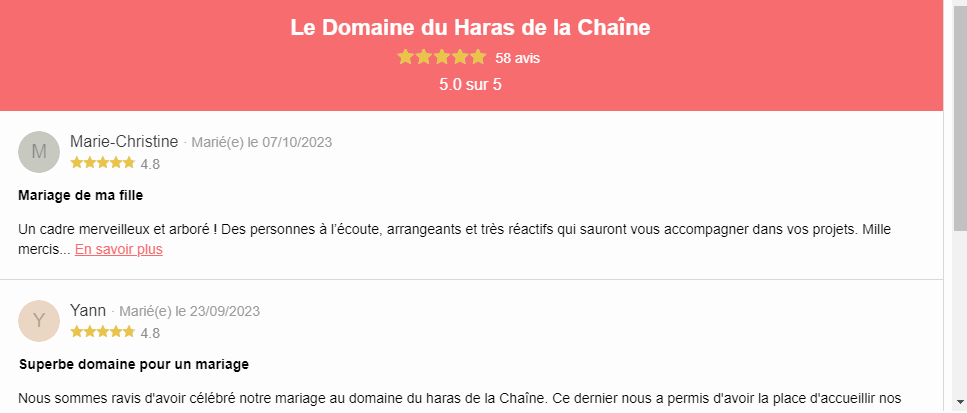 Le Domaine du Haras de la Chaîne
58 avis
5.0 sur 5
M
Marie-Christine · Marié(e) le 07/10/2023
4.8
Mariage de ma fille
Un cadre merveilleux et arboré ! Des personnes à l'écoute, arrangeants et très réactifs qui sauront vous accompagner dans vos projets. Mille
mercis... En savoir plus
Y
Yann · Marié(e) le 23/09/2023
4.8
Superbe domaine pour un mariage
Nous sommes ravis d'avoir célébré notre mariage au domaine du haras de la Chaîne. Ce dernier nous a permis d'avoir la place d'accueillir nos